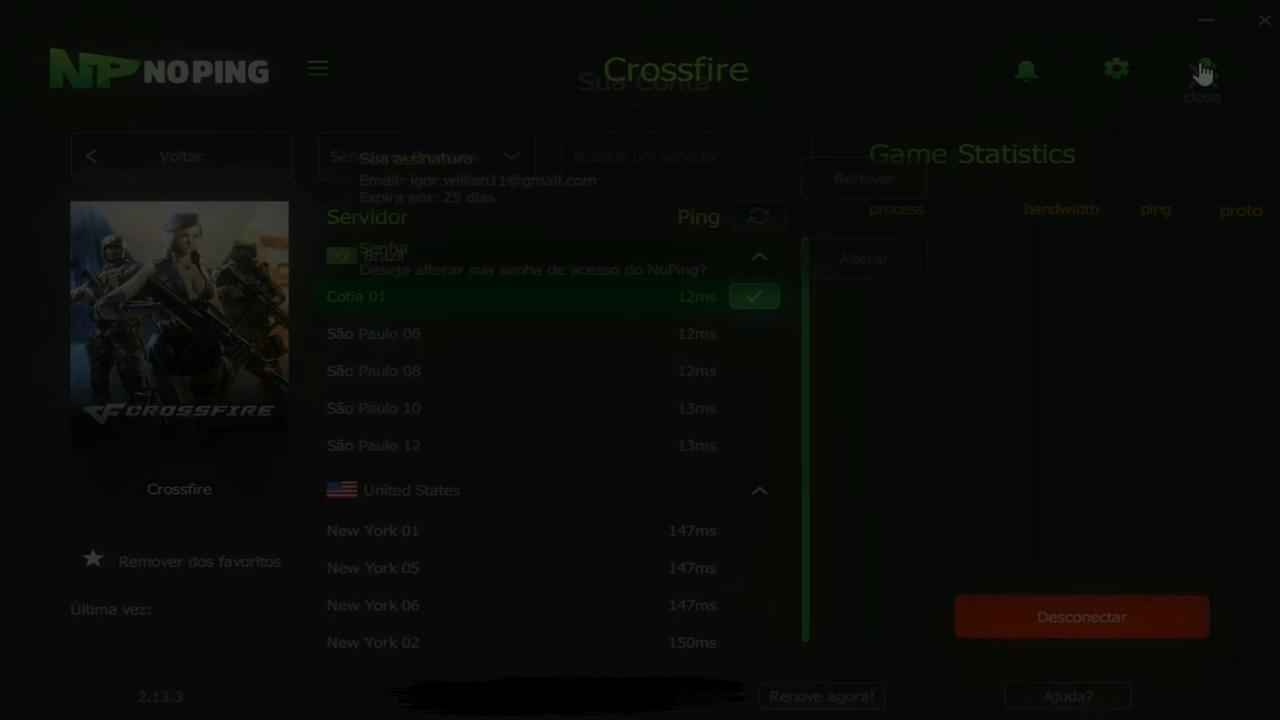 NP NOPING
Crossfire
Sua Conta
close
Voltar
Busque um servidor...
Game Statistics
Sua assinatura
Email: igor.willian11@gmail.com
Expira em: 25 dias
Renovar
Servidor
Ping
process
bandwidth
ping
proto
Senha
Brazil
Deseja alterar sua senha de acesso do NoPing?
Alterar
Cotia 01
12ms
São Paulo 06
12ms
São Paulo 08
12ms
São Paulo 10
13ms
São Paulo 12
13ms
CROSSFIRE
Crossfire
United States
New York 01
147ms
New York 05
147ms
New York 06
147ms
New York 02
150ms
Remover dos favoritos
Última vez:
Desconectar
2.13.3
Renove agora!
Ajuda?